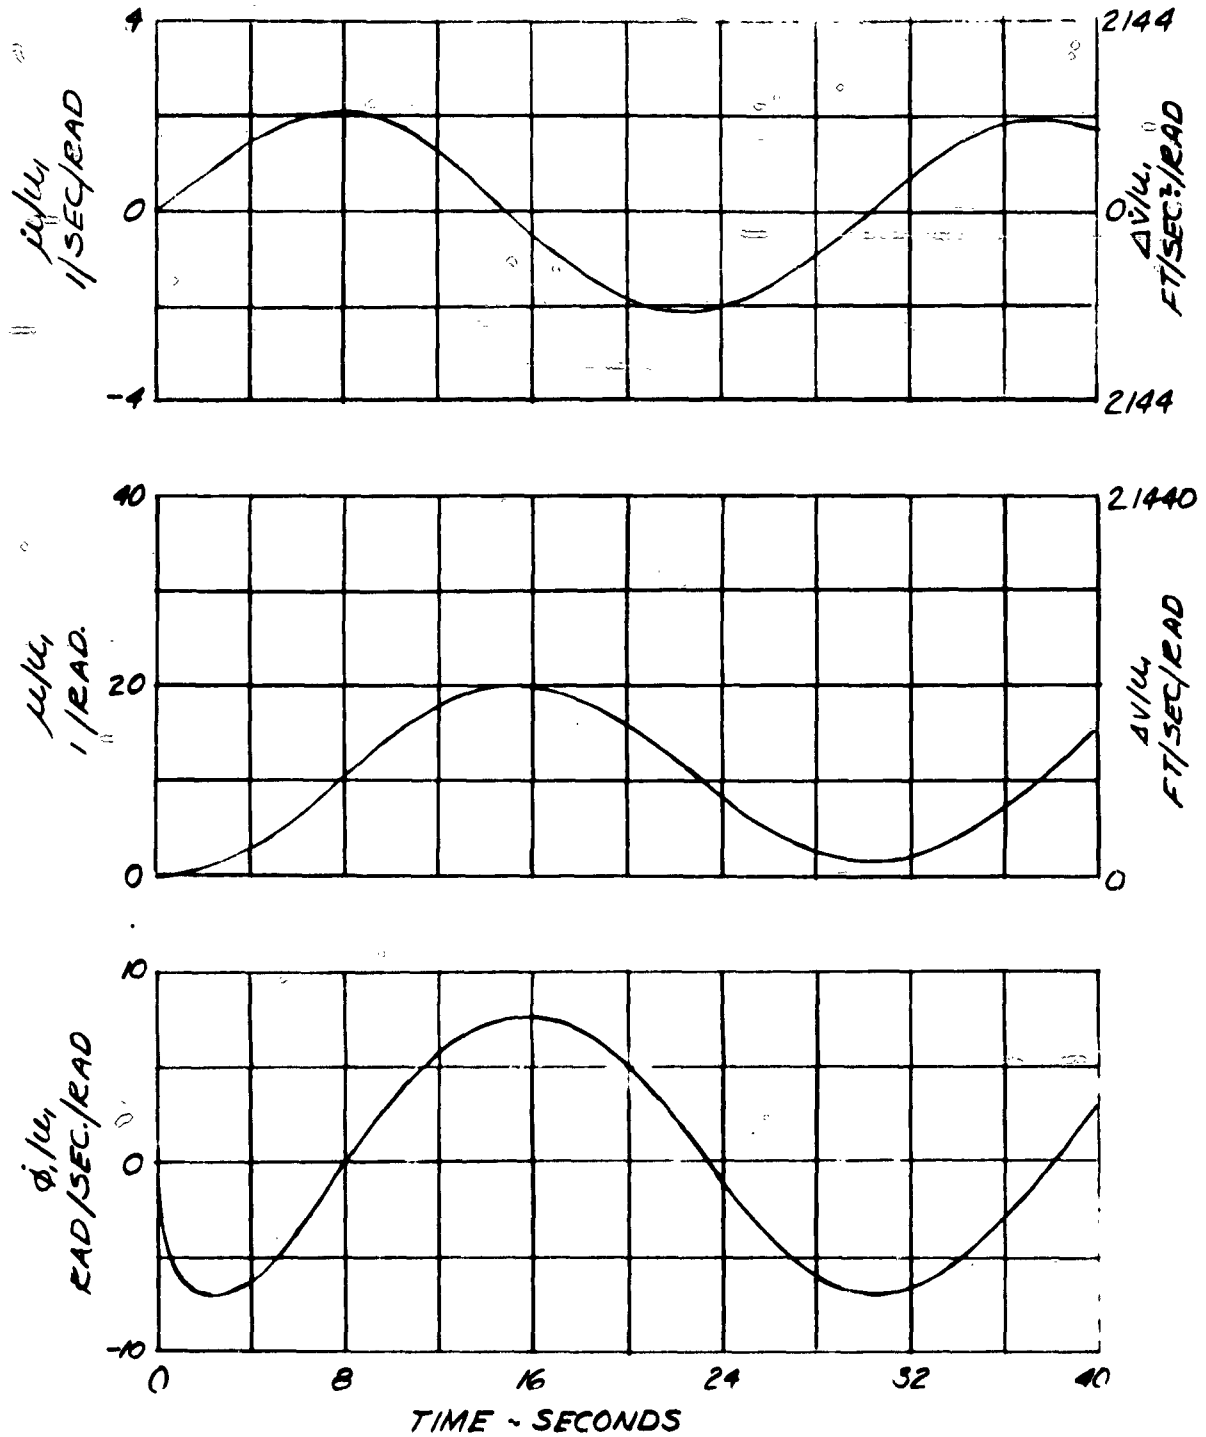 4
2144
u̇/u,
1/SEC/RAD
0
0
Δv̇/u,
FT/SEC²/RAD
-4
2144
40
21440
u/u,
1/RAD.
20
ΔV/u,
FT/SEC/RAD
0
0
10
φ̇,/u,
RAD/SEC./RAD
0
-10
0 8 16 24 32 40
TIME ~ SECONDS